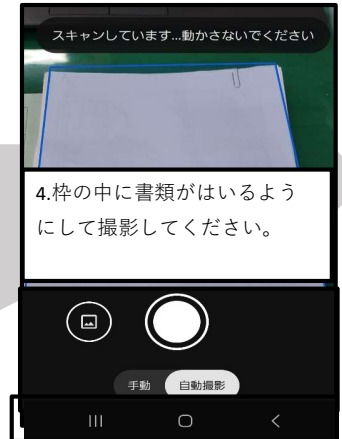 スキャンしています...動かさないでください
4.枠の中に書類がはいるよう
にして撮影してください。
手動 自動撮影